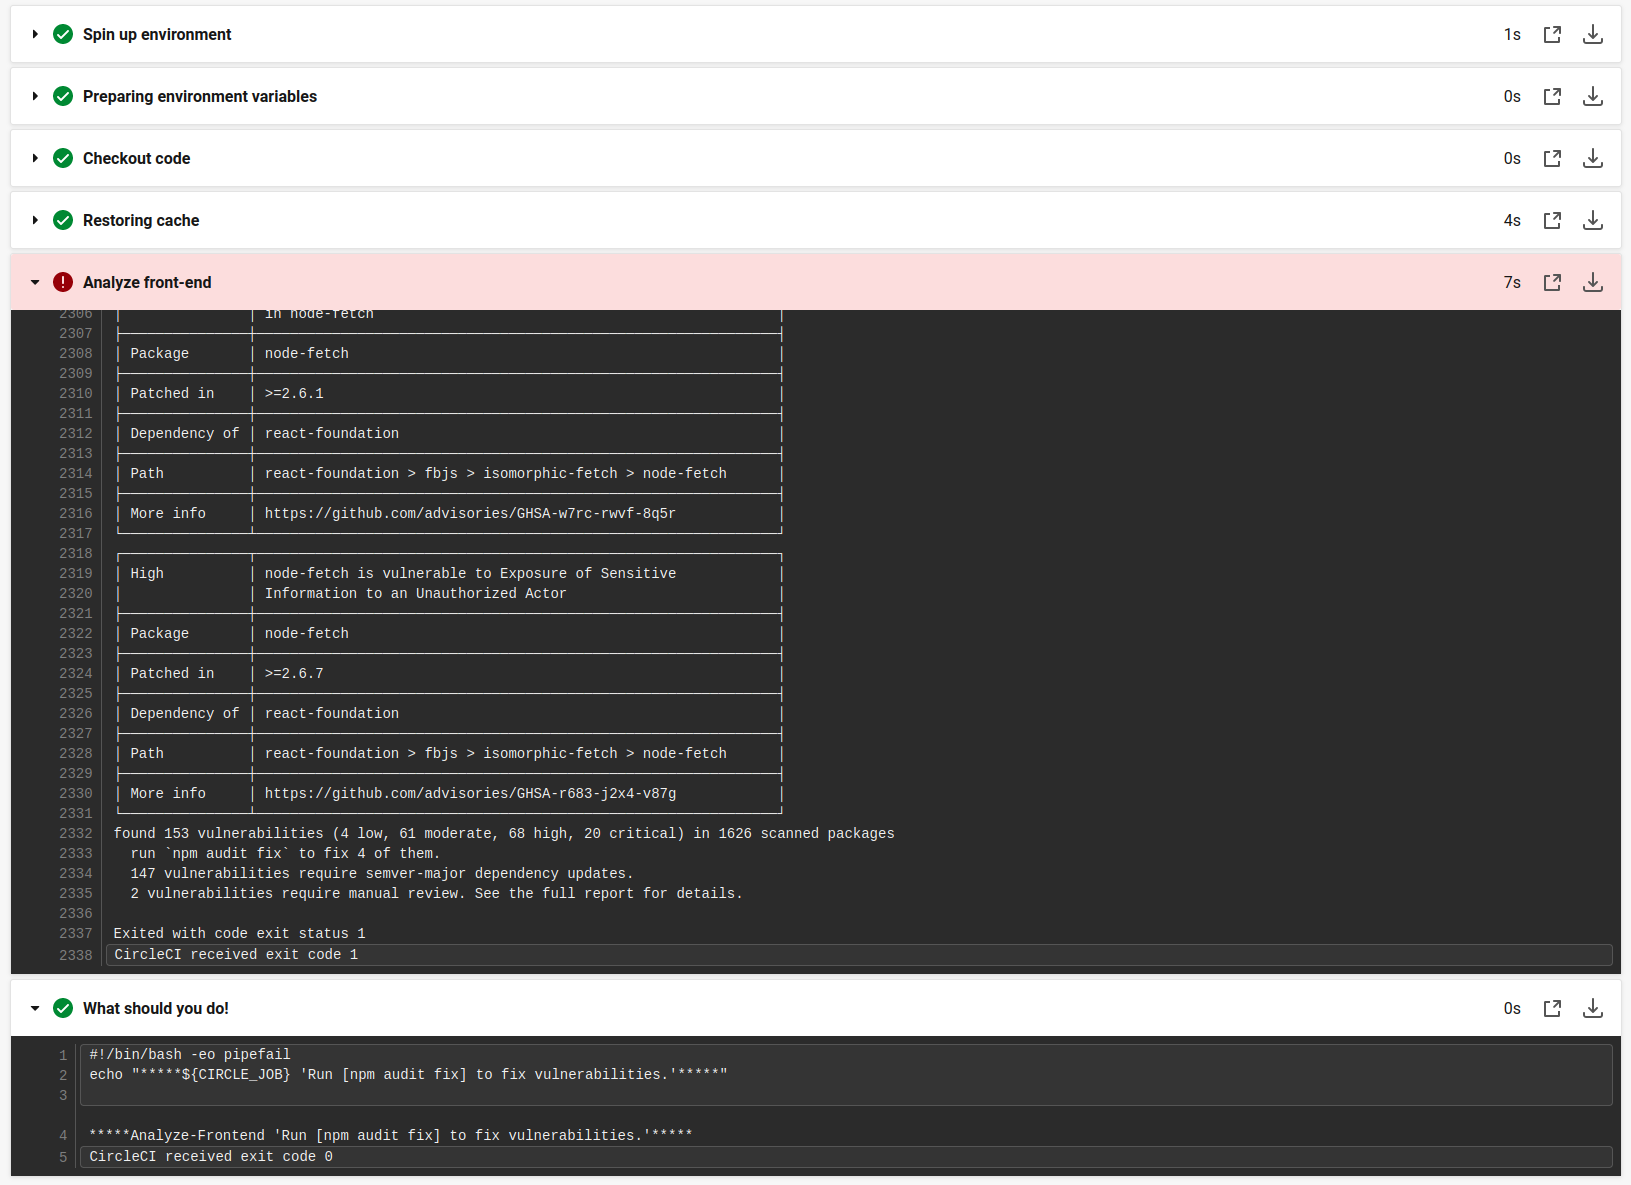 Spin up environment 1s
Preparing environment variables 0s
Checkout code 0s
Restoring cache 4s
Analyze front-end 7s
2306 in node-fetch
2307
2308 Package node-fetch
2309
2310 Patched in >=2.6.1
2311
2312 Dependency of react-foundation
2313
2314 Path react-foundation > fbjs > isomorphic-fetch > node-fetch
2315
2316 More info https://github.com/advisories/GHSA-w7rc-rwvf-8q5r
2317
2318
2319 High node-fetch is vulnerable to Exposure of Sensitive
2320 Information to an Unauthorized Actor
2321
2322 Package node-fetch
2323
2324 Patched in >=2.6.7
2325
2326 Dependency of react-foundation
2327
2328 Path react-foundation > fbjs > isomorphic-fetch > node-fetch
2329
2330 More info https://github.com/advisories/GHSA-r683-j2x4-v87g
2331
2332 found 153 vulnerabilities (4 low, 61 moderate, 68 high, 20 critical) in 1626 scanned packages
2333 run `npm audit fix` to fix 4 of them.
2334 147 vulnerabilities require semver-major dependency updates.
2335 2 vulnerabilities require manual review. See the full report for details.
2336
2337 Exited with code exit status 1
2338 CircleCI received exit code 1
What should you do! 0s
1 #!/bin/bash -eo pipefail
2 echo "*****${CIRCLE_JOB} 'Run [npm audit fix] to fix vulnerabilities.'*****"
3
4 *****Analyze-Frontend 'Run [npm audit fix] to fix vulnerabilities.'*****
5 CircleCI received exit code 0